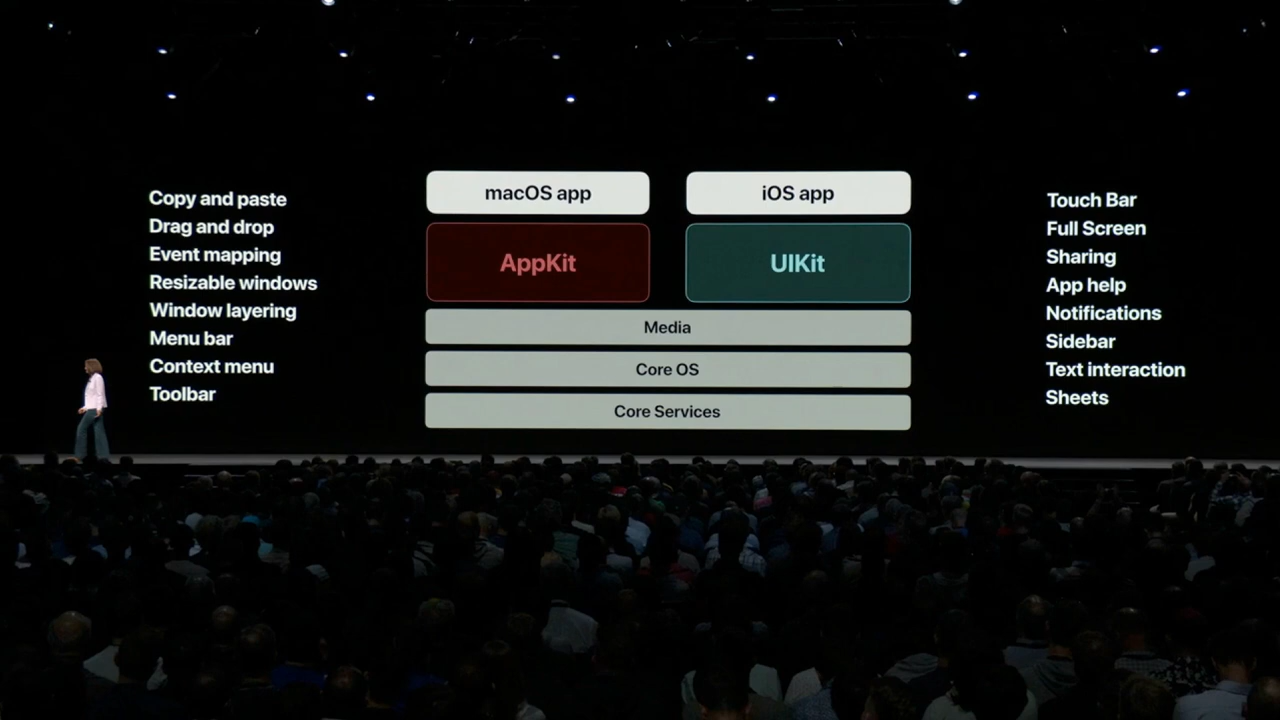 Copy and paste
Drag and drop
Event mapping
Resizable windows
Window layering
Menu bar
Context menu
Toolbar
macOS app
iOS app
AppKit
UIKit
Media
Core OS
Core Services
Touch Bar
Full Screen
Sharing
App help
Notifications
Sidebar
Text interaction
Sheets